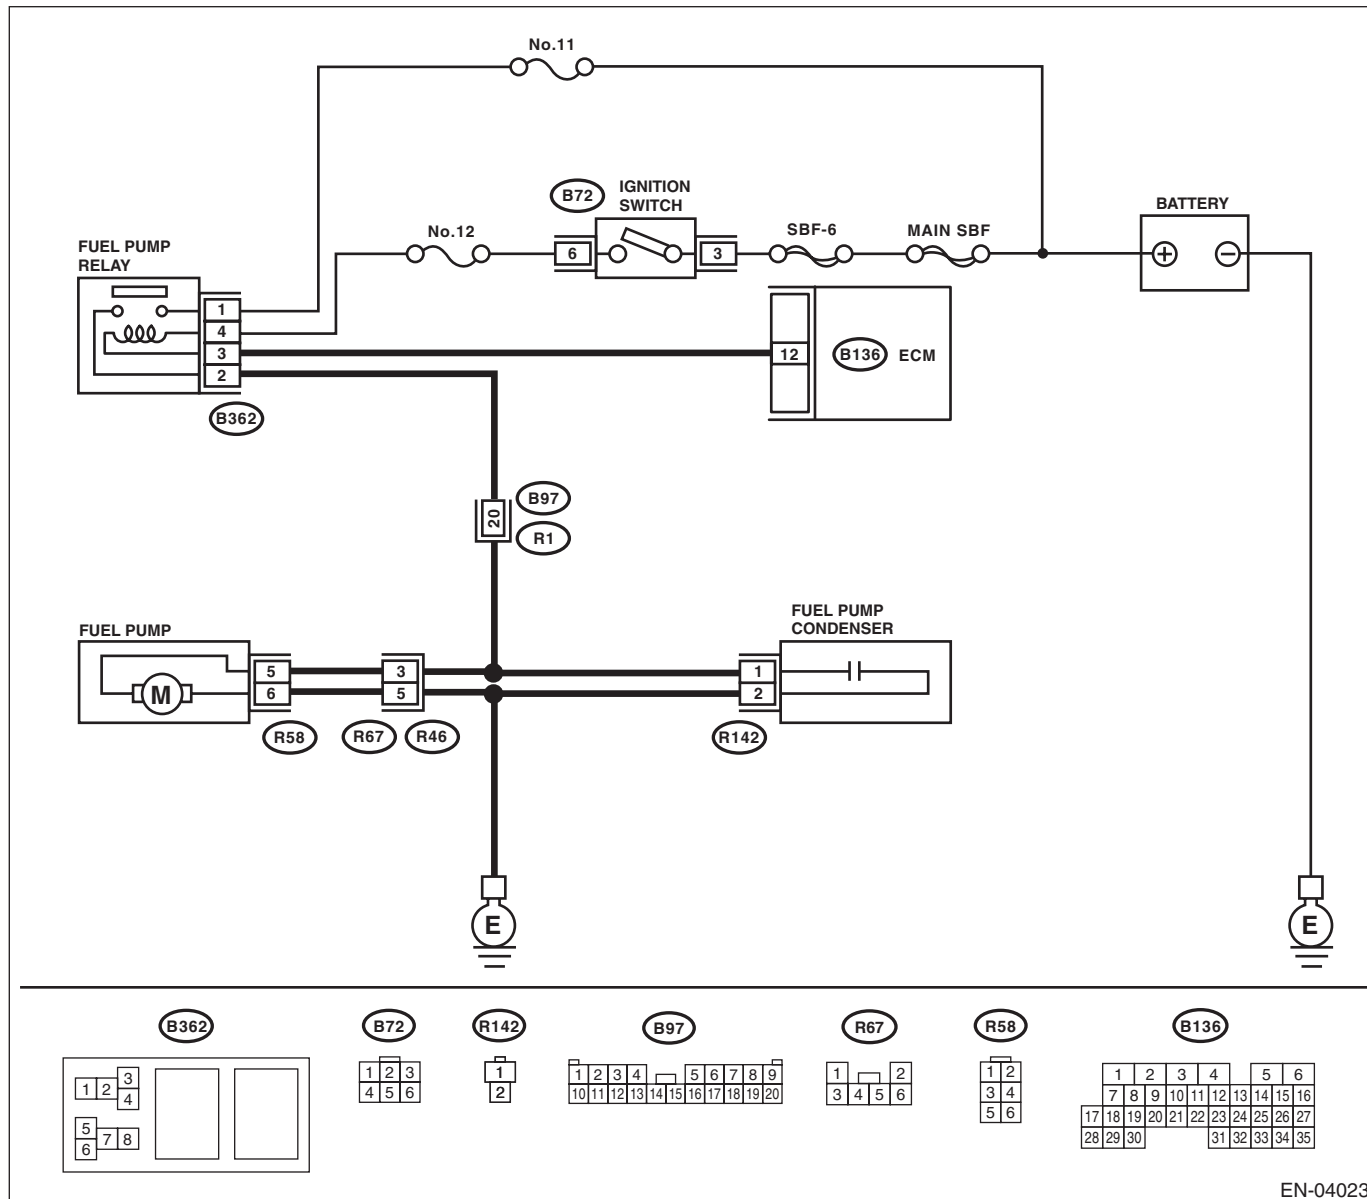 No.11
B72
IGNITION
SWITCH
BATTERY
No.12
SBF-6
MAIN SBF
6
3
+
−
FUEL PUMP
RELAY
1
4
3
2
B362
12
B136
ECM
20
B97
R1
FUEL PUMP
M
5
3
6
5
R58
R67
R46
FUEL PUMP
CONDENSER
1
2
R142
E
E
B362
B72
R142
B97
R67
R58
B136
1 2 3
4
5
6 7 8
1 2 3
4 5 6
1
2
1 2 3 4 5 6 7 8 9
10 11 12 13 14 15 16 17 18 19 20
1 2
3 4 5 6
1 2
3 4
5 6
1 2 3 4 5 6
7 8 9 10 11 12 13 14 15 16
17 18 19 20 21 22 23 24 25 26 27
28 29 30 31 32 33 34 35
EN-04023